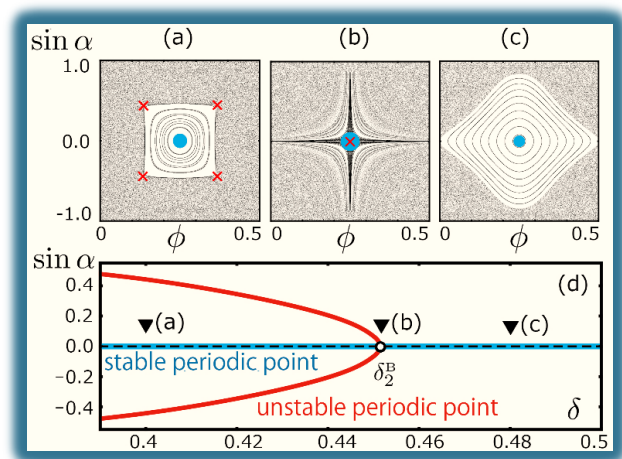 (a) (b) (c)
sin α
1.0
0.0
-1.0
0 ϕ 0.5 0 ϕ 0.5 0 ϕ 0.5
sin α
(d)
0.4
(a) (b) (c)
0.2
0.0
stable periodic point
δ₂ᴮ
-0.2
unstable periodic point
δ
-0.4
0.4 0.42 0.44 0.46 0.48 0.5